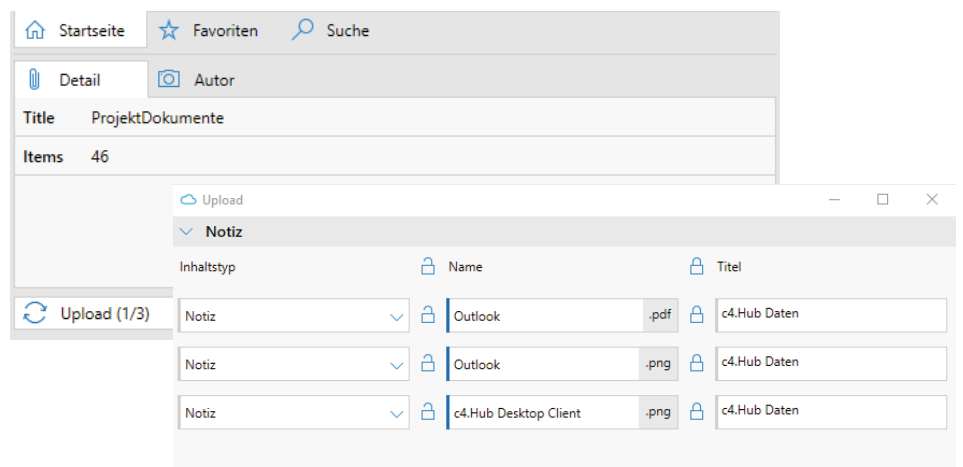 Startseite Favoriten Suche
Detail Autor
Title ProjektDokumente
Items 46
Upload (1/3)
Upload
Notiz
Inhaltstyp Name Titel
Notiz Outlook .pdf c4.Hub Daten
Notiz Outlook .png c4.Hub Daten
Notiz c4.Hub Desktop Client .png c4.Hub Daten